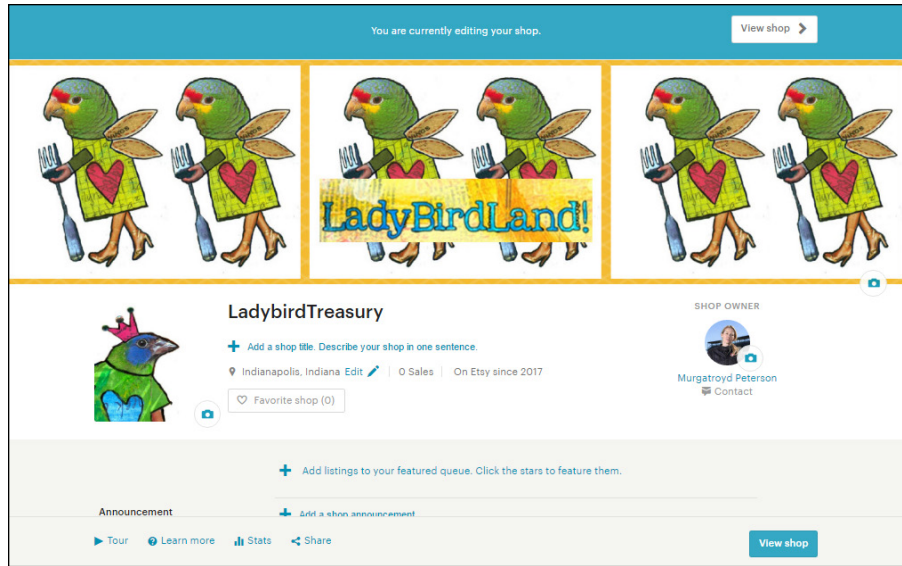 You are currently editing your shop.
View shop
LadyBirdLand!
LadybirdTreasury
Add a shop title. Describe your shop in one sentence.
Indianapolis, Indiana Edit 0 Sales On Etsy since 2017
Favorite shop (0)
SHOP OWNER
Murgatroyd Peterson
Contact
Add listings to your featured queue. Click the stars to feature them.
Announcement
Add a shop announcement
Tour Learn more Stats Share
View shop